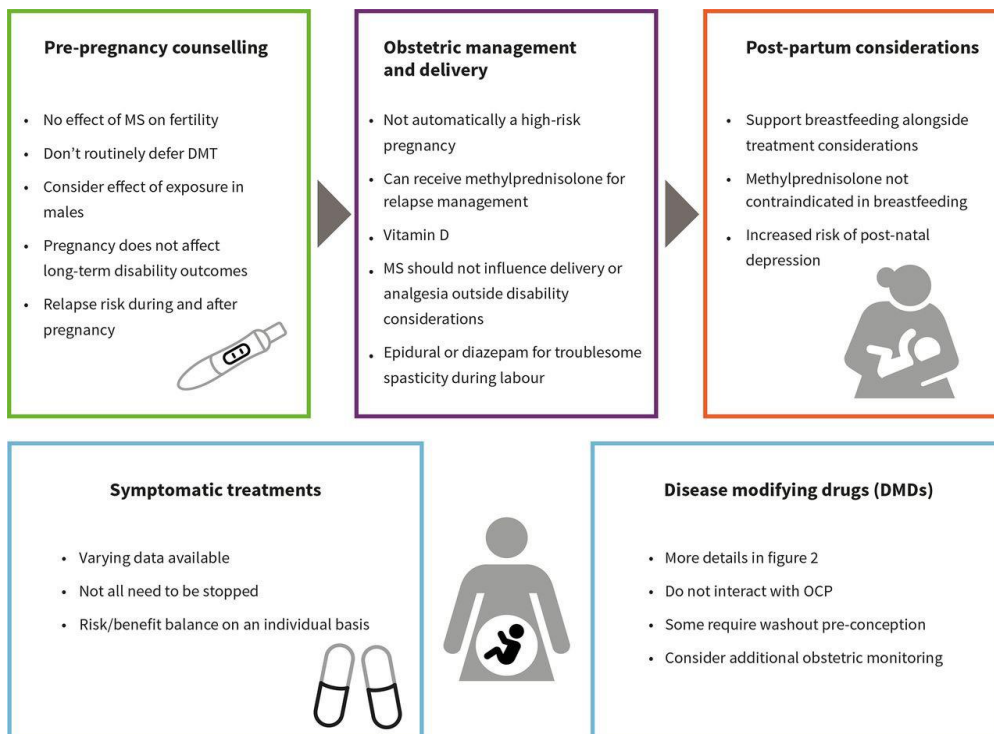 Pre-pregnancy counselling
• No effect of MS on fertility
• Don’t routinely defer DMT
• Consider effect of exposure in
males
• Pregnancy does not affect
long-term disability outcomes
• Relapse risk during and after
pregnancy
Obstetric management
and delivery
• Not automatically a high-risk
pregnancy
• Can receive methylprednisolone for
relapse management
• Vitamin D
• MS should not influence delivery or
analgesia outside disability
considerations
• Epidural or diazepam for troublesome
spasticity during labour
Post-partum considerations
• Support breastfeeding alongside
treatment considerations
• Methylprednisolone not
contraindicated in breastfeeding
• Increased risk of post-natal
depression
Symptomatic treatments
• Varying data available
• Not all need to be stopped
• Risk/benefit balance on an individual basis
Disease modifying drugs (DMDs)
• More details in figure 2
• Do not interact with OCP
• Some require washout pre-conception
• Consider additional obstetric monitoring